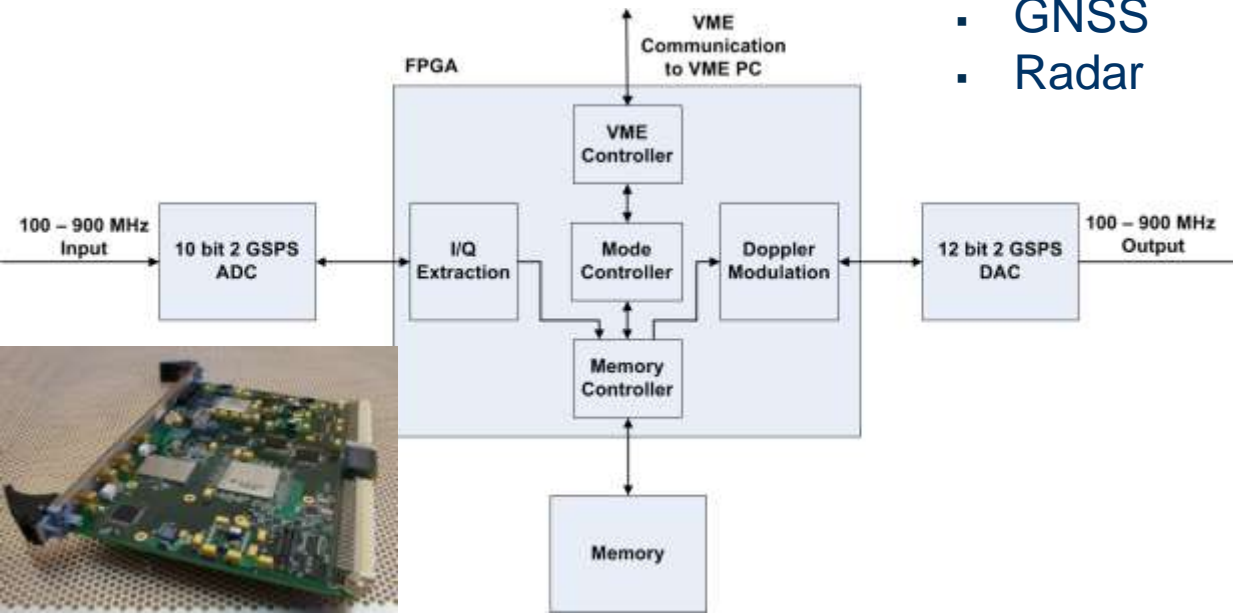 ▪ GNSS
▪ Radar
VME
Communication
to VME PC
FPGA
VME
Controller
100 – 900 MHz
Input
10 bit 2 GSPS
ADC
I/Q
Extraction
Mode
Controller
Doppler
Modulation
12 bit 2 GSPS
DAC
100 – 900 MHz
Output
Memory
Controller
Memory